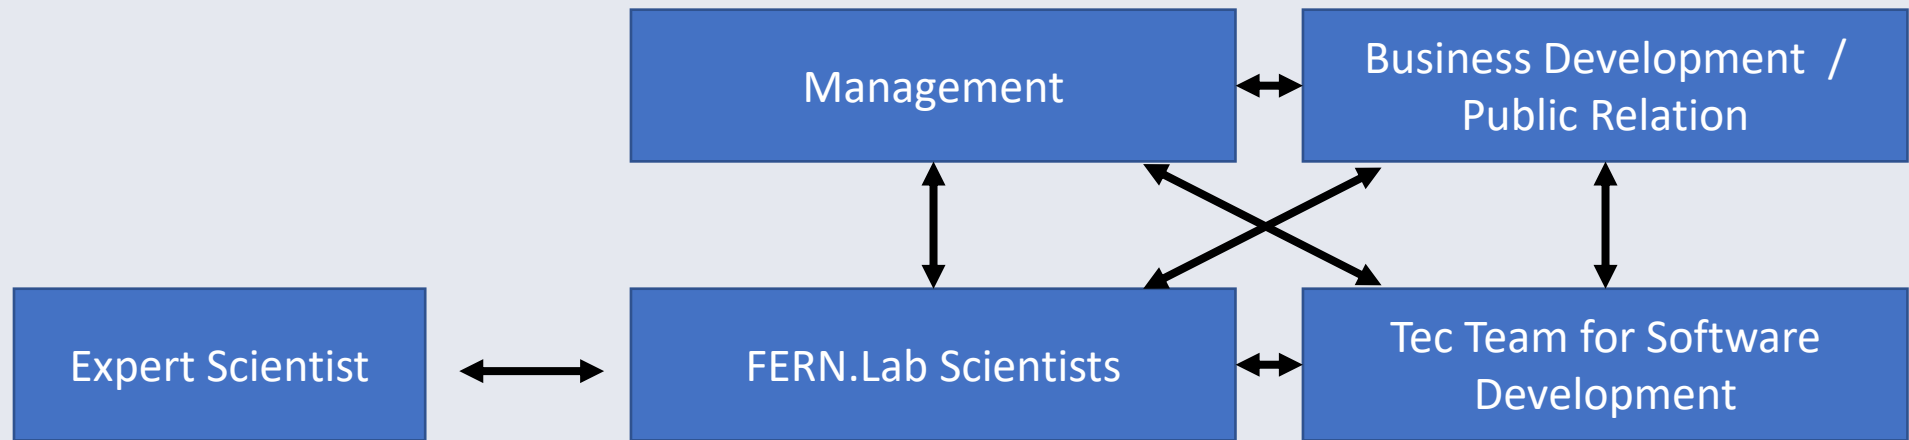 Management
Business Development /
Public Relation
Expert Scientist
FERN.Lab Scientists
Tec Team for Software
Development